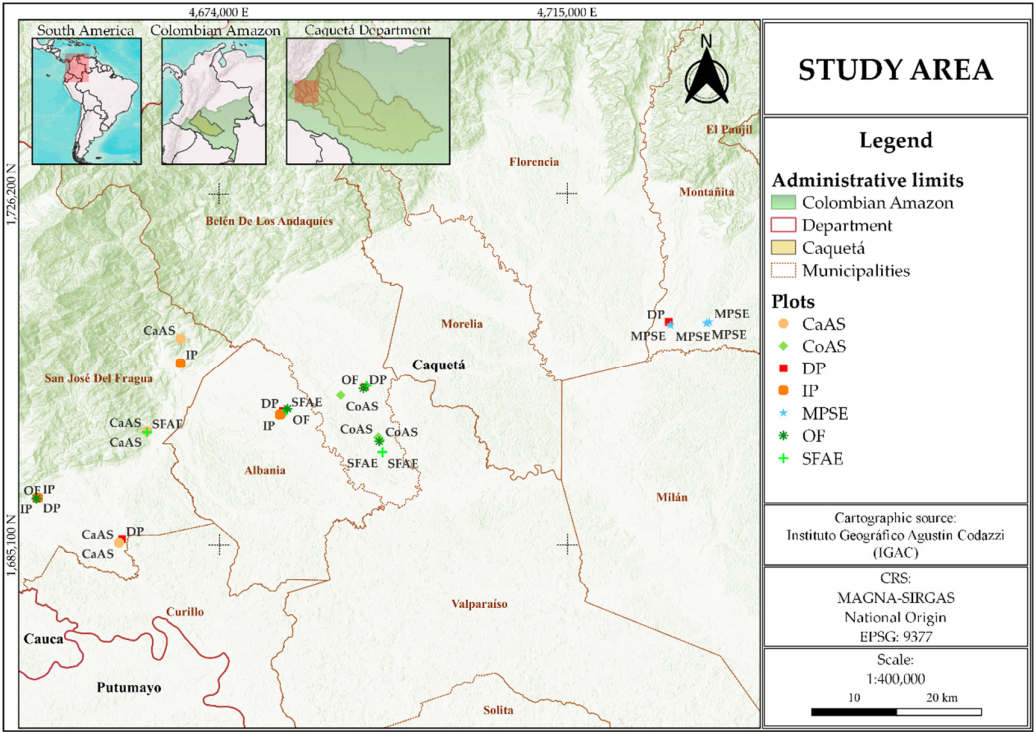 4,674,000 E
4,715,000 E
South America
Colombian Amazon
Caquetá Department
N
STUDY AREA
El Paujil
Florencia
Montañita
1,726,200 N
Belén De Los Andaquíes
Legend
Administrative limits
Colombian Amazon
Department
Caquetá
Municipalities
Plots
CaAS
CoAS
DP
IP
MPSE
OF
SFAE
DP
MPSE
MPSE
MPSE
MPSE
CaAS
IP
Morelia
Caquetá
San José Del Fragua
OF
DP
CoAS
DP
SFAE
IP
OF
CaAS
SFAE
CaAS
CoAS
CoAS
SFAE
SFAE
Albania
Milán
OF
IP
IP
DP
CaAS
DP
CaAS
1,685,100 N
Valparaíso
Curillo
Cauca
Putumayo
Solita
Cartographic source:
Instituto Geográfico Agustín Codazzi
(IGAC)
CRS:
MAGNA-SIRGAS
National Origin
EPSG: 9377
Scale:
1:400,000
10
20 km